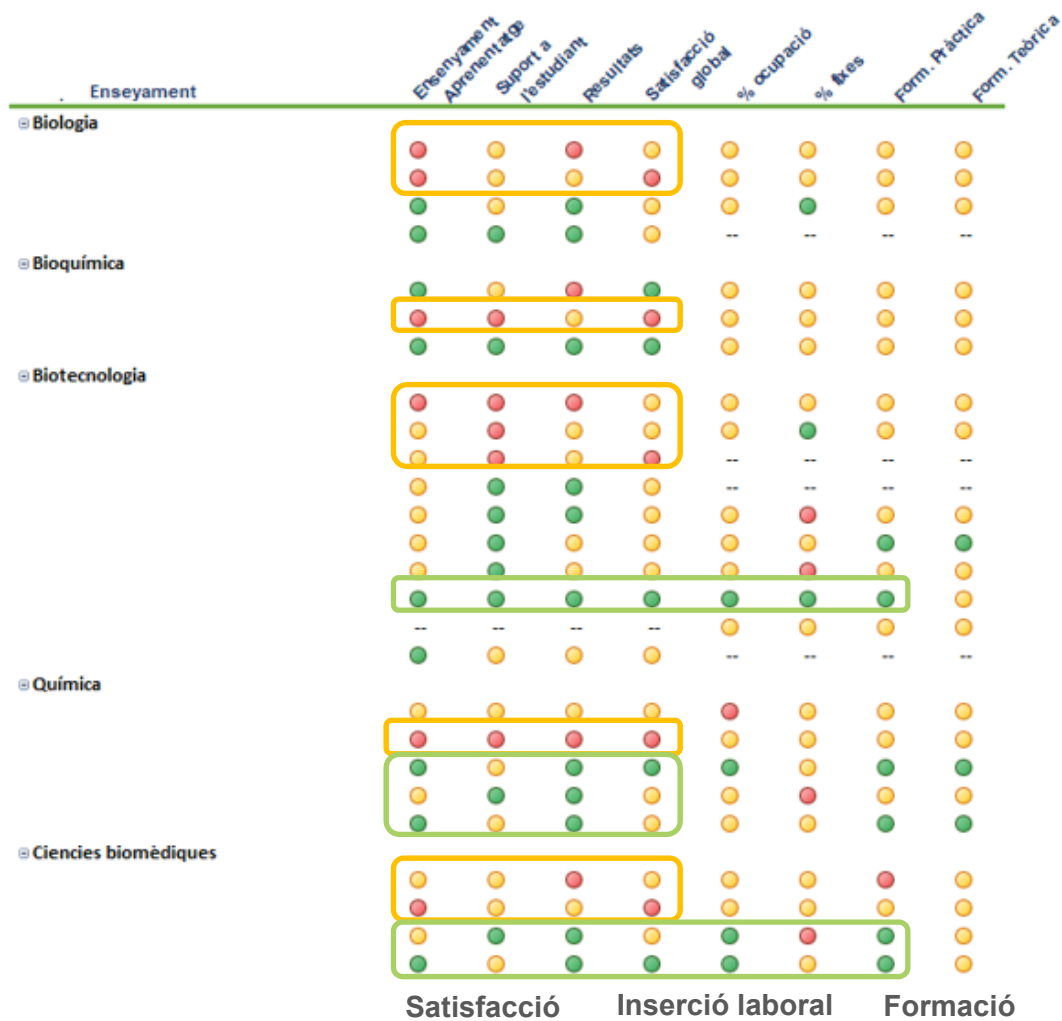 Ensenyament
Aprenentatge
Suport a
l'estudiant
Resultats
Satisfacció
global
% ocupació
% fixes
Form. Pràctica
Form. Teòrica
. Enseyament
Biologia
-- -- -- --
Bioquímica
Biotecnologia
-- -- -- --
-- -- -- --
-- -- -- --
-- -- -- --
Química
Ciencies biomèdiques
Satisfacció Inserció laboral Formació